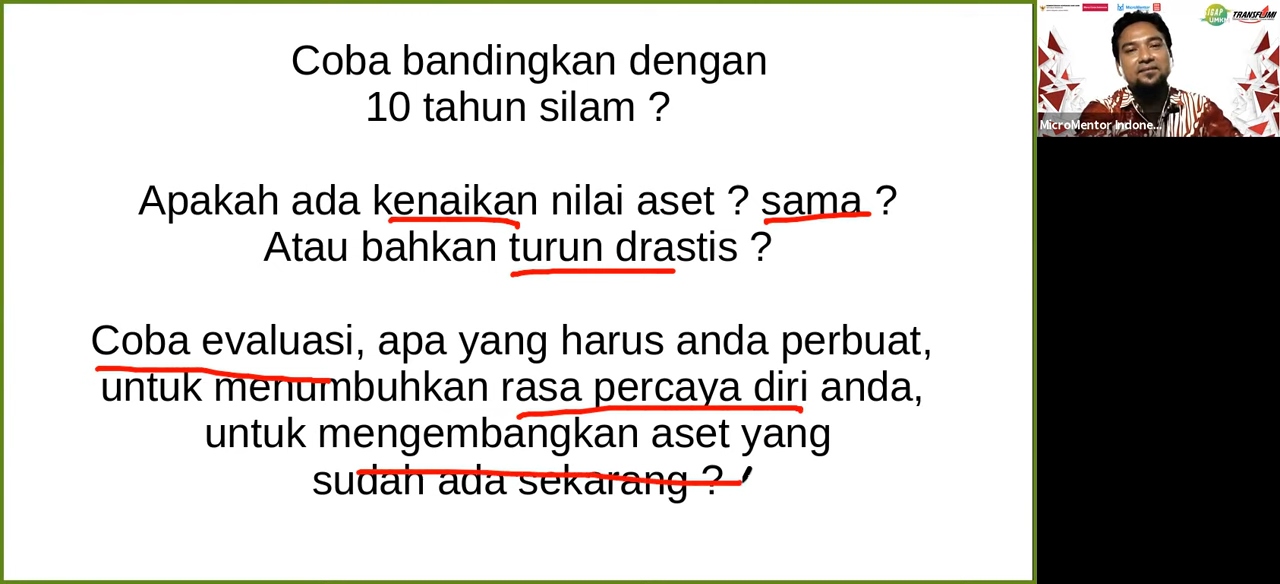 Coba bandingkan dengan
10 tahun silam ?
Apakah ada kenaikan nilai aset ? sama ?
Atau bahkan turun drastis ?
Coba evaluasi, apa yang harus anda perbuat,
untuk menumbuhkan rasa percaya diri anda,
untuk mengembangkan aset yang
sudah ada sekarang ?
MicroMentor
TRANSFORMI
MicroMentor Indone...